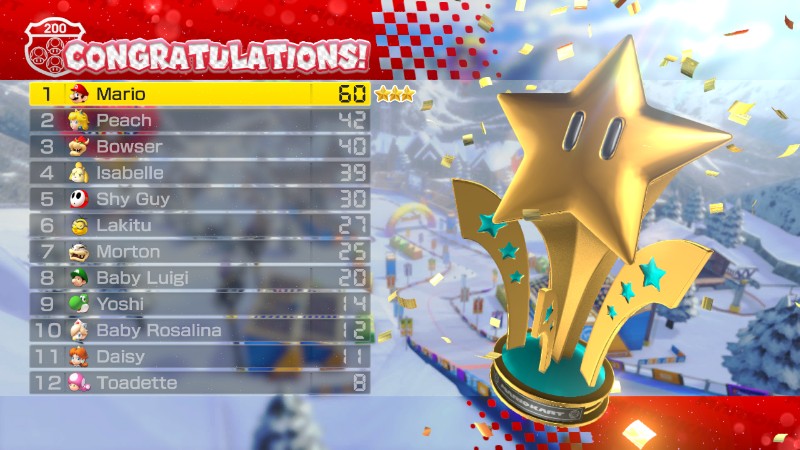 200
CONGRATULATIONS!
1 Mario 60
2 Peach 42
3 Bowser 40
4 Isabelle 39
5 Shy Guy 30
6 Lakitu 27
7 Morton 25
8 Baby Luigi 20
9 Yoshi 14
10 Baby Rosalina 12
11 Daisy 11
12 Toadette 8
MARIOKART